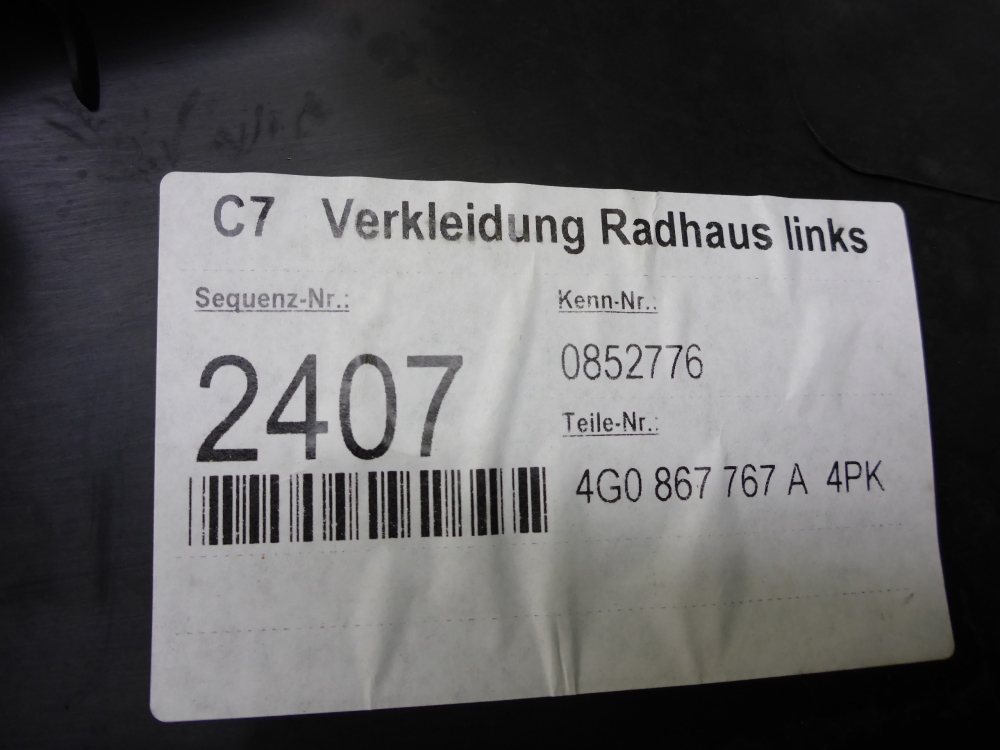 C7 Verkleidung Radhaus links
Sequenz-Nr.:
2407
Kenn-Nr.:
0852776
Teile-Nr.:
4G0 867 767 A 4PK